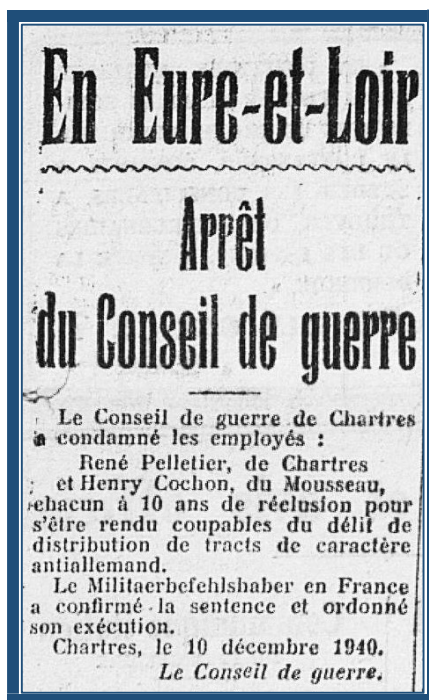 En Eure-et-Loir
Arrêt
du Conseil de guerre
Le Conseil de guerre de Chartres
a condamné les employés :
René Pelletier, de Chartres
et Henry Cochon, du Mousseau,
chacun à 10 ans de réclusion pour
s'être rendu coupables du délit de
distribution de tracts de caractère
antiallemand.
Le Militaerbefehlshaber en France
a confirmé la sentence et ordonné
son exécution.
Chartres, le 10 décembre 1940.
Le Conseil de guerre.